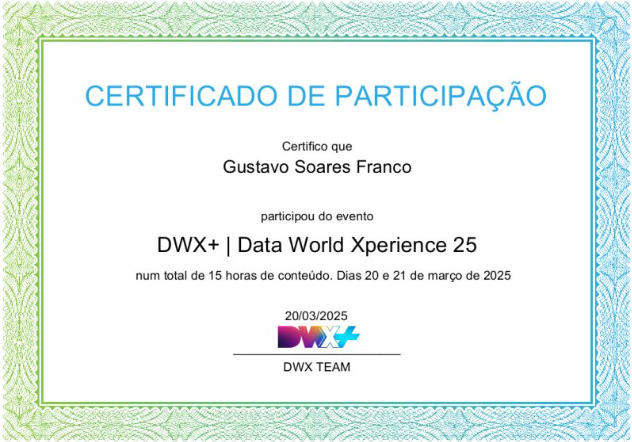 CERTIFICADO DE PARTICIPAÇÃO
Certifico que
Gustavo Soares Franco
participou do evento
DWX+ | Data World Xperience 25
num total de 15 horas de conteúdo. Dias 20 e 21 de março de 2025
20/03/2025
DWX+
DWX TEAM